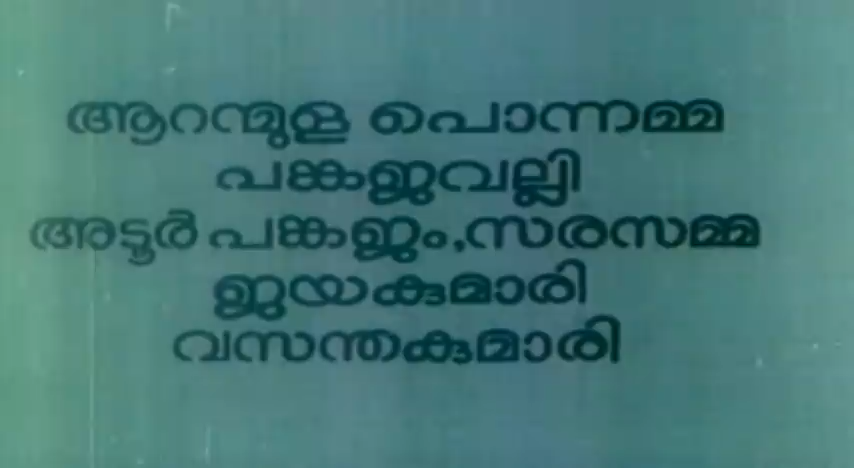 ആറന്മുള പൊന്നമ്മ
പങ്കജവല്ലി
അടൂർ പങ്കജം,സരസമ്മ
ജയകുമാരി
വസന്തകുമാരി